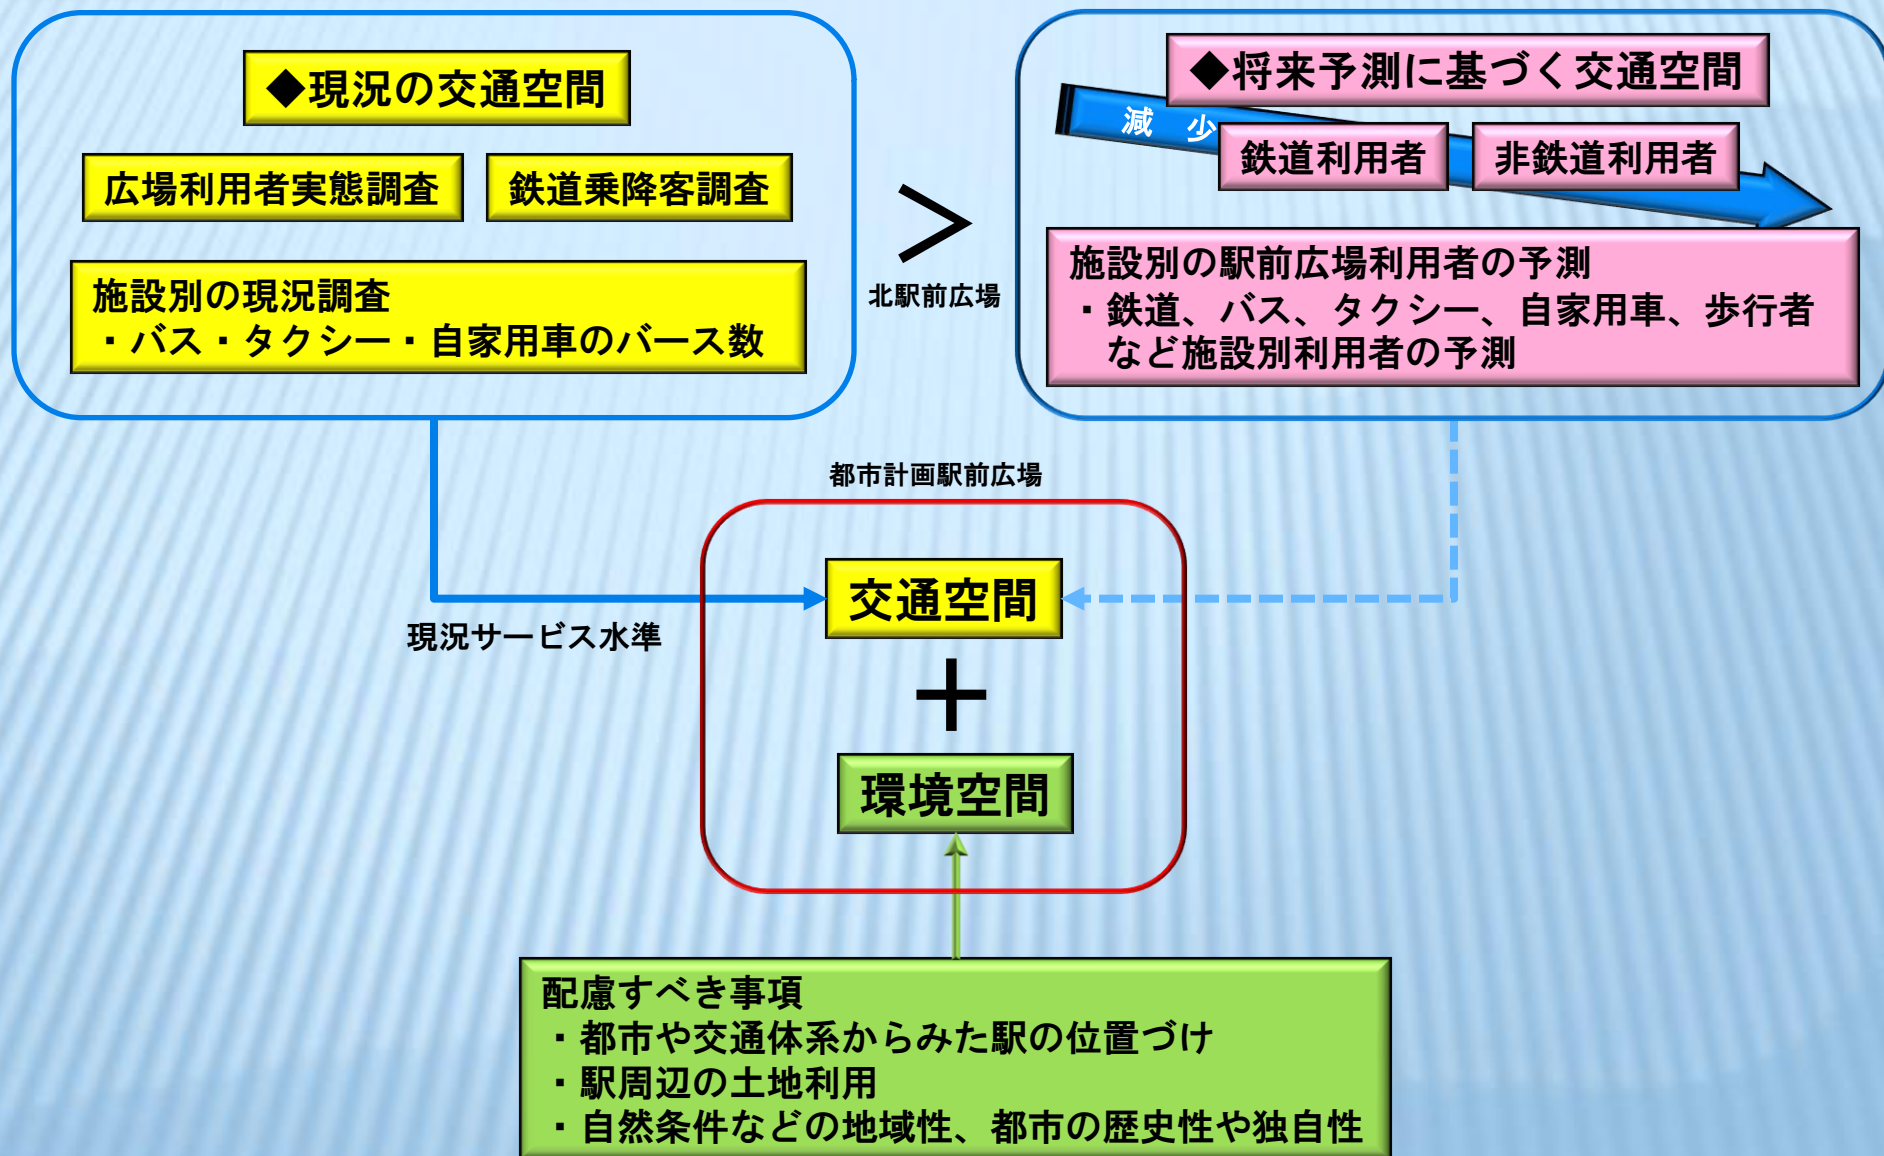 ◆現況の交通空間
広場利用者実態調査
鉄道乗降客調査
施設別の現況調査
・バス・タクシー・自家用車のバース数
＞
北駅前広場
◆将来予測に基づく交通空間
減　少
鉄道利用者
非鉄道利用者
施設別の駅前広場利用者の予測
・鉄道、バス、タクシー、自家用車、歩行者
など施設別利用者の予測
都市計画駅前広場
現況サービス水準
交通空間
＋
環境空間
配慮すべき事項
・都市や交通体系からみた駅の位置づけ
・駅周辺の土地利用
・自然条件などの地域性、都市の歴史性や独自性